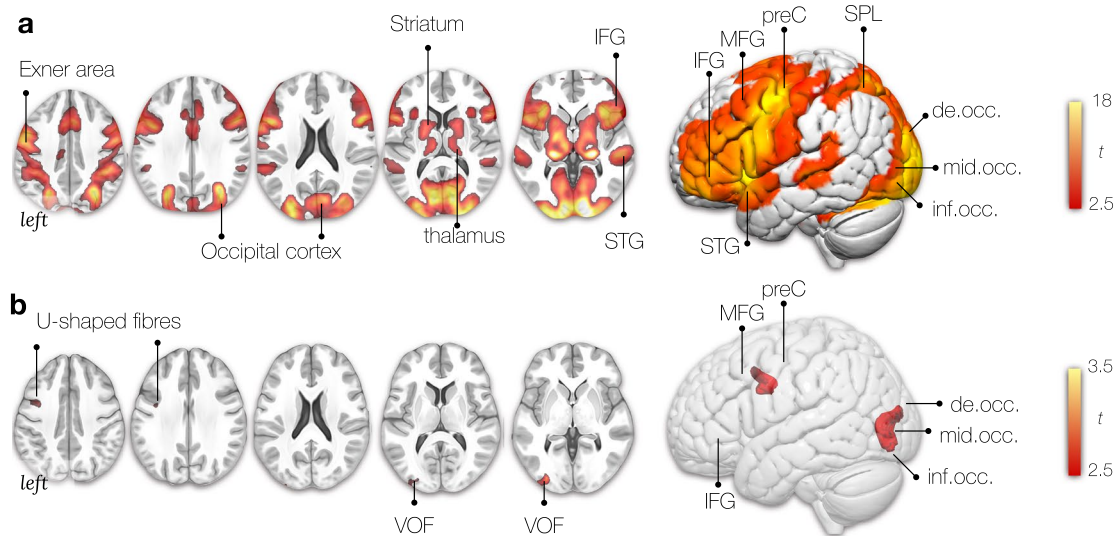 a
Exner area
Striatum
IFG
IFG
MFG
preC
SPL
de.occ.
mid.occ.
inf.occ.
STG
18
t
2.5
left
Occipital cortex
thalamus
STG
b
U-shaped fibres
MFG
preC
de.occ.
mid.occ.
inf.occ.
IFG
3.5
t
2.5
left
VOF
VOF